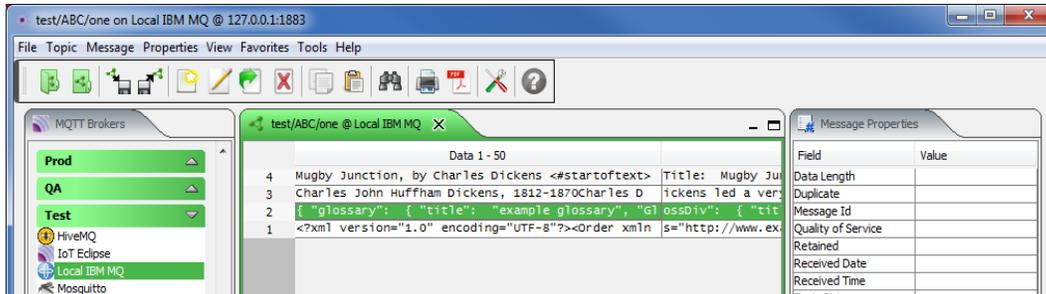 test/ABC/one on Local IBM MQ @ 127.0.0.1:1883
File Topic Message Properties View Favorites Tools Help
PDF
MQTT Brokers
Prod
QA
Test
HiveMQ
IoT Eclipse
Local IBM MQ
Mosquitto
test/ABC/one @ Local IBM MQ
Data 1 - 50
4 Mugby Junction, by Charles Dickens <#startoftext> Title: Mugby Jun
3 Charles John Huffham Dickens, 1812-1870Charles D ickens led a very
2 { "glossary": { "title": "example glossary", "Gl ossDiv": { "tit
1 <?xml version="1.0" encoding="UTF-8"?><Order xmln s="http://www.exa
Message Properties
Field Value
Data Length
Duplicate
Message Id
Quality of Service
Retained
Received Date
Received Time